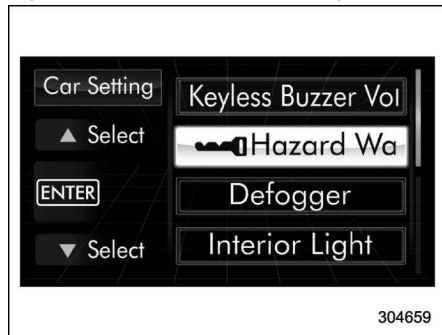 Car Setting
▲ Select
ENTER
▼ Select
Keyless Buzzer Vol
Hazard Wa
Defogger
Interior Light
304659